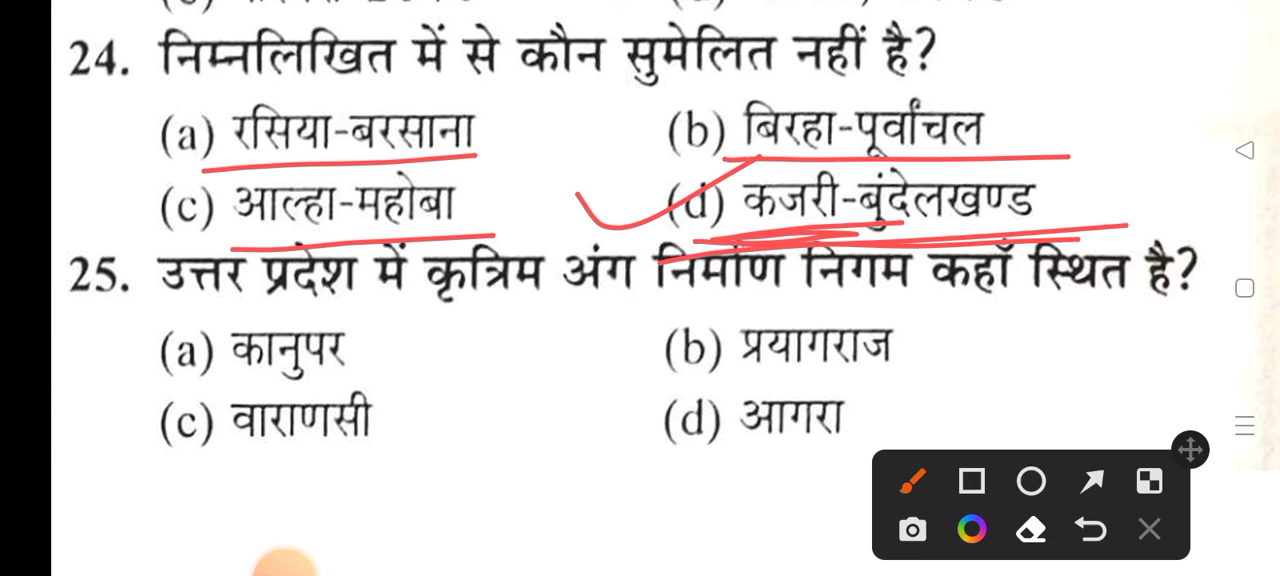 24. निम्नलिखित में से कौन सुमेलित नहीं है?
(a) रसिया-बरसाना (b) बिरहा-पूर्वांचल
(c) आल्हा-महोबा (d) कजरी-बुंदेलखण्ड
25. उत्तर प्रदेश में कृत्रिम अंग निर्माण निगम कहाँ स्थित है?
(a) कानुपर (b) प्रयागराज
(c) वाराणसी (d) आगरा